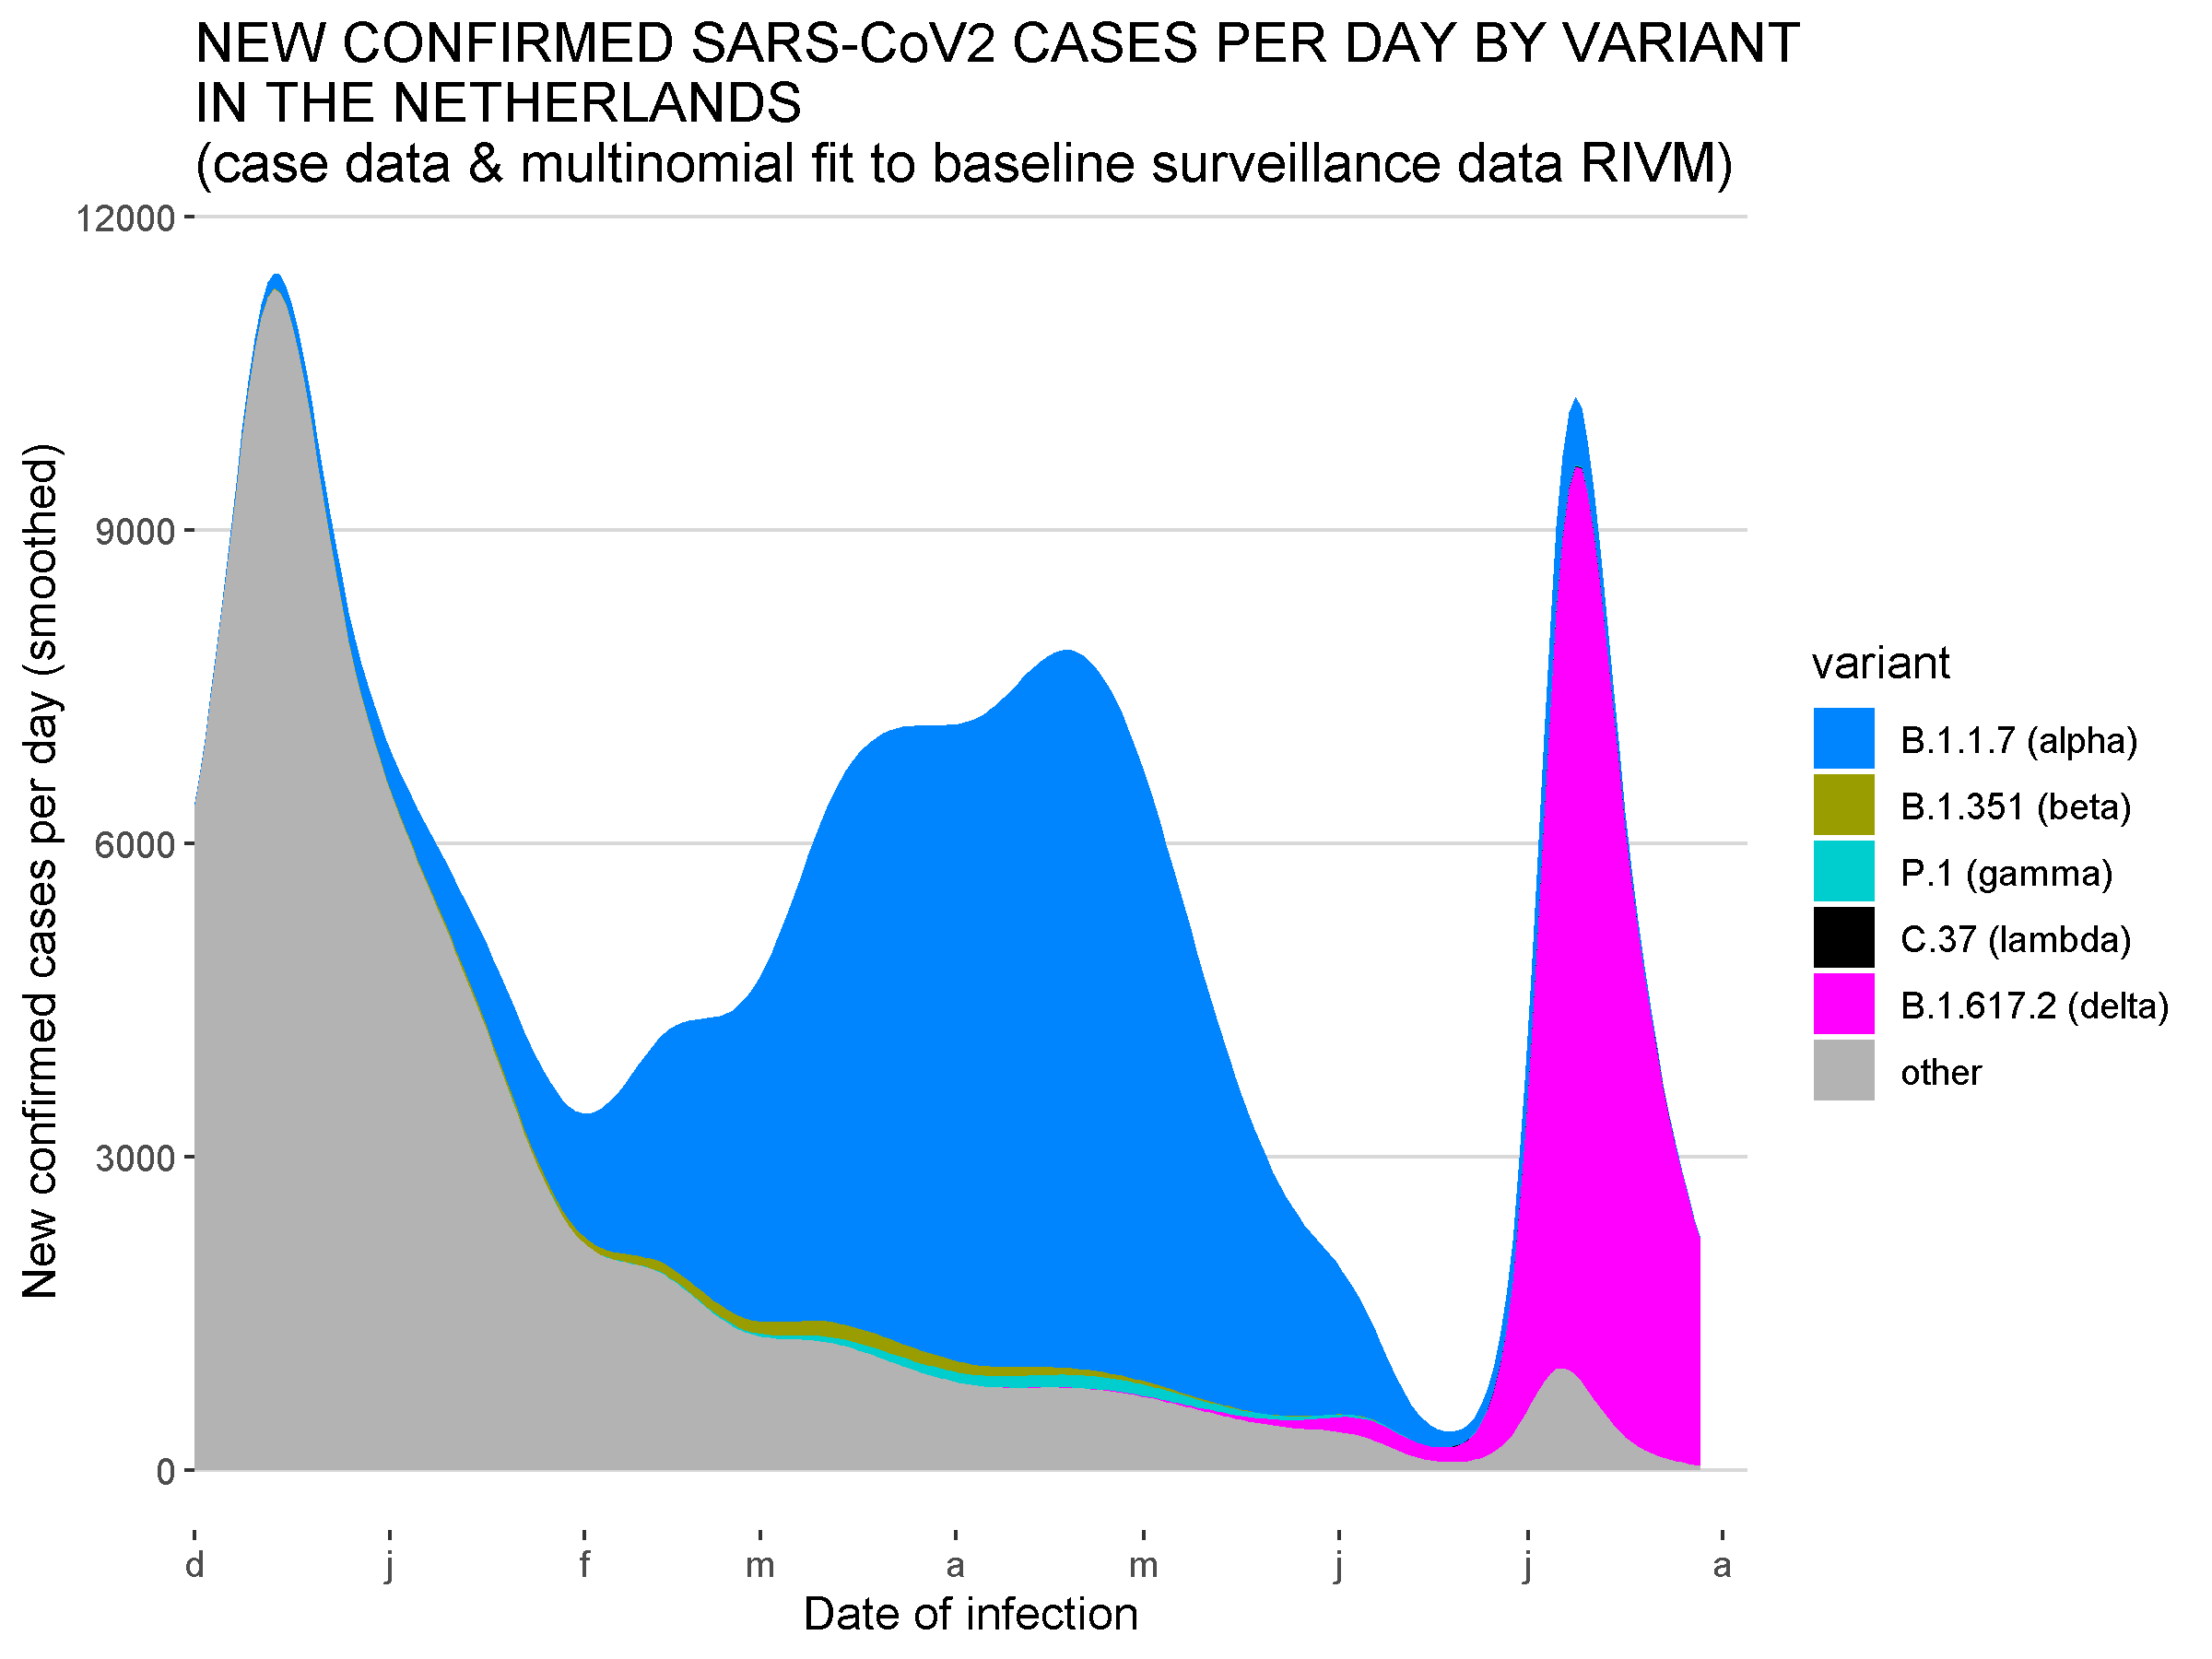 NEW CONFIRMED SARS-CoV2 CASES PER DAY BY VARIANT
IN THE NETHERLANDS
(case data & multinomial fit to baseline surveillance data RIVM)
12000
9000
6000
3000
0
New confirmed cases per day (smoothed)
d j f m a m j j a
Date of infection
variant
B.1.1.7 (alpha)
B.1.351 (beta)
P.1 (gamma)
C.37 (lambda)
B.1.617.2 (delta)
other